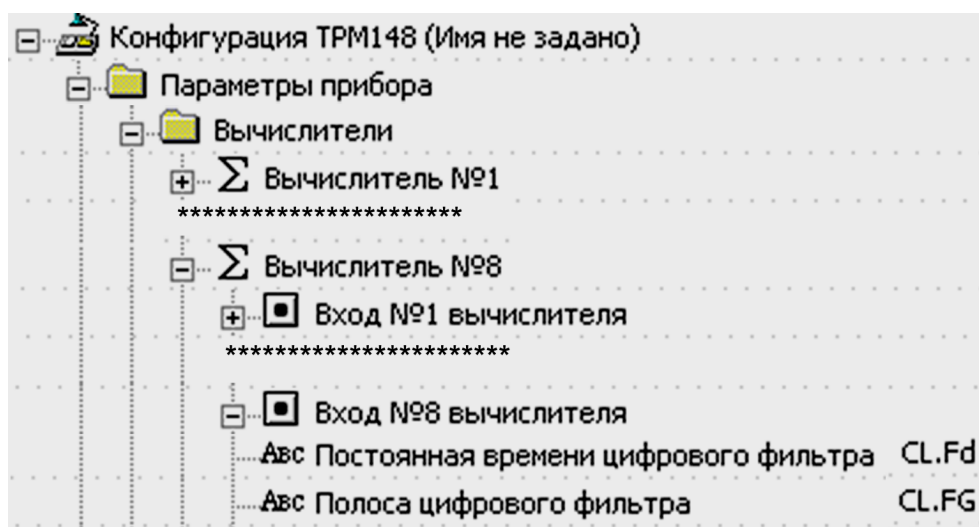 Конфигурация ТРМ148 (Имя не задано)
Параметры прибора
Вычислители
Σ Вычислитель №1
***********************
Σ Вычислитель №8
Вход №1 вычислителя
***********************
Вход №8 вычислителя
Авс Постоянная времени цифрового фильтра CL.Fd
Авс Полоса цифрового фильтра CL.FG